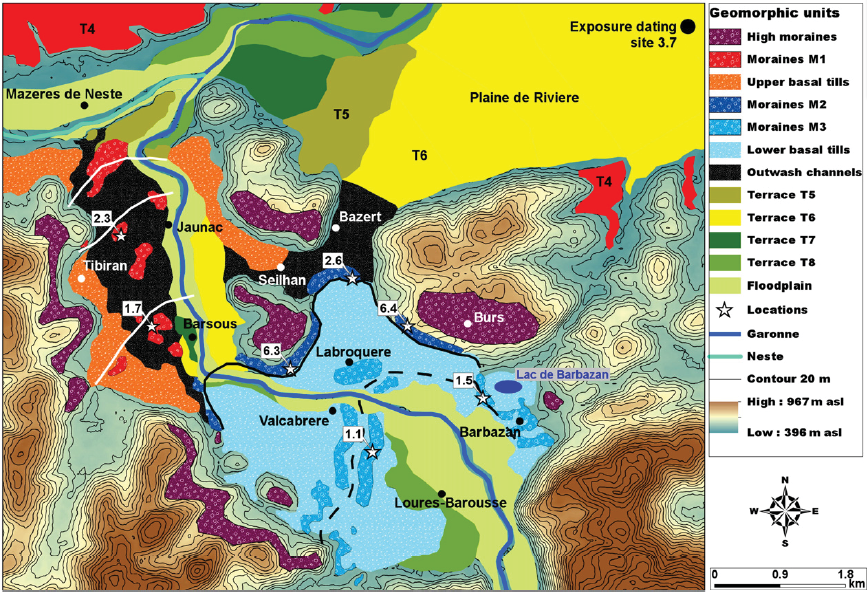 T4
Exposure dating
site 3.7
Mazeres de Neste
Plaine de Riviere
T5
T6
T4
2.3
Jaunac
Bazert
Tibiran
Seilhan
2.6
1.7
Barsous
6.4
Burs
6.3
Labroquere
1.5
Lac de Barbazan
Valcabrere
Barbazan
1.1
Loures-Barousse
Geomorphic units
High moraines
Moraines M1
Upper basal tills
Moraines M2
Moraines M3
Lower basal tills
Outwash channels
Terrace T5
Terrace T6
Terrace T7
Terrace T8
Floodplain
Locations
Garonne
Neste
Contour 20 m
High : 967 m asl
Low : 396 m asl
N
W E
S
0 0.9 1.8
km